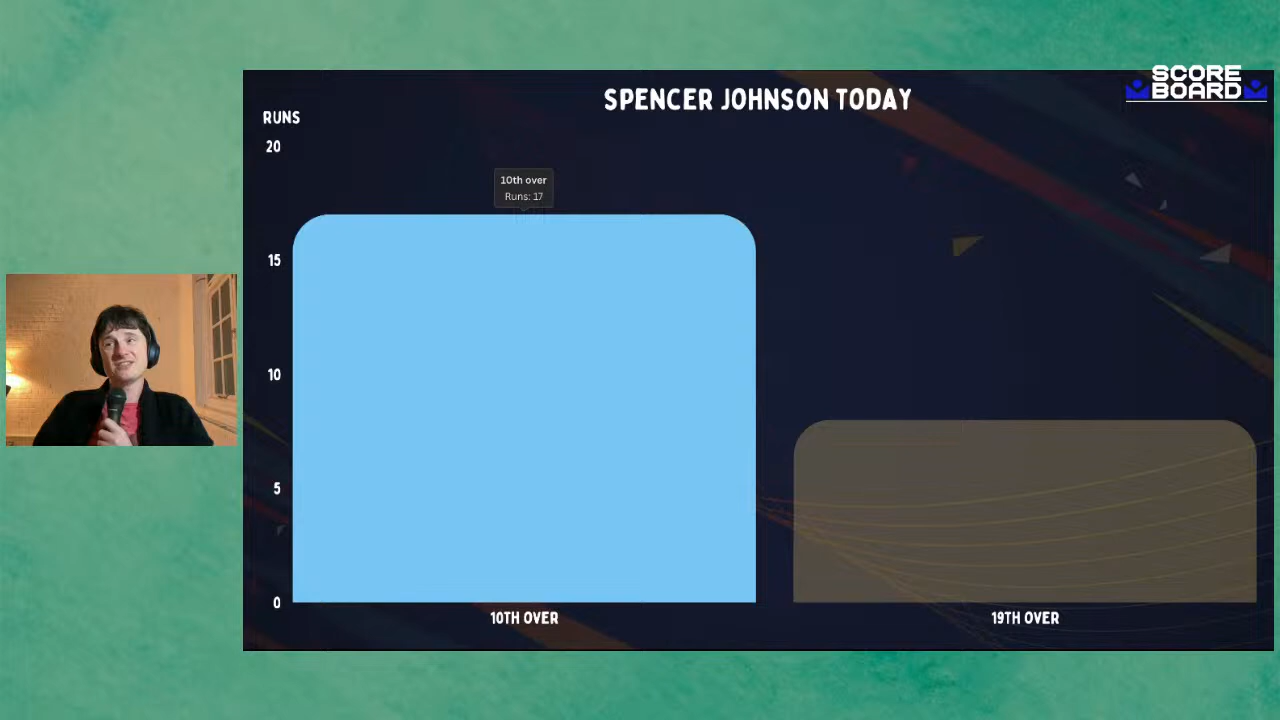 SCORE
BOARD
SPENCER JOHNSON TODAY
RUNS
20
10th over
Runs: 17
15
10
5
0
10TH OVER
19TH OVER